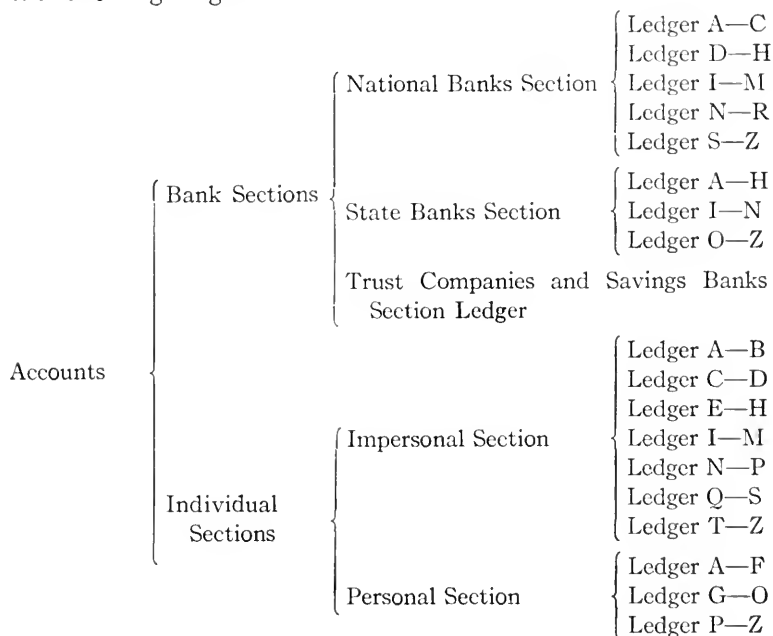 Ledger A—C
Ledger D—H
National Banks Section
Ledger I—M
Ledger N—R
Ledger S—Z
Bank Sections
Ledger A—H
State Banks Section
Ledger I—N
Ledger O—Z
Trust Companies and Savings Banks
Section Ledger
Accounts
Ledger A—B
Ledger C—D
Ledger E—H
Impersonal Section
Ledger I—M
Ledger N—P
Ledger Q—S
Ledger T—Z
Individual
Sections
Ledger A—F
Personal Section
Ledger G—O
Ledger P—Z